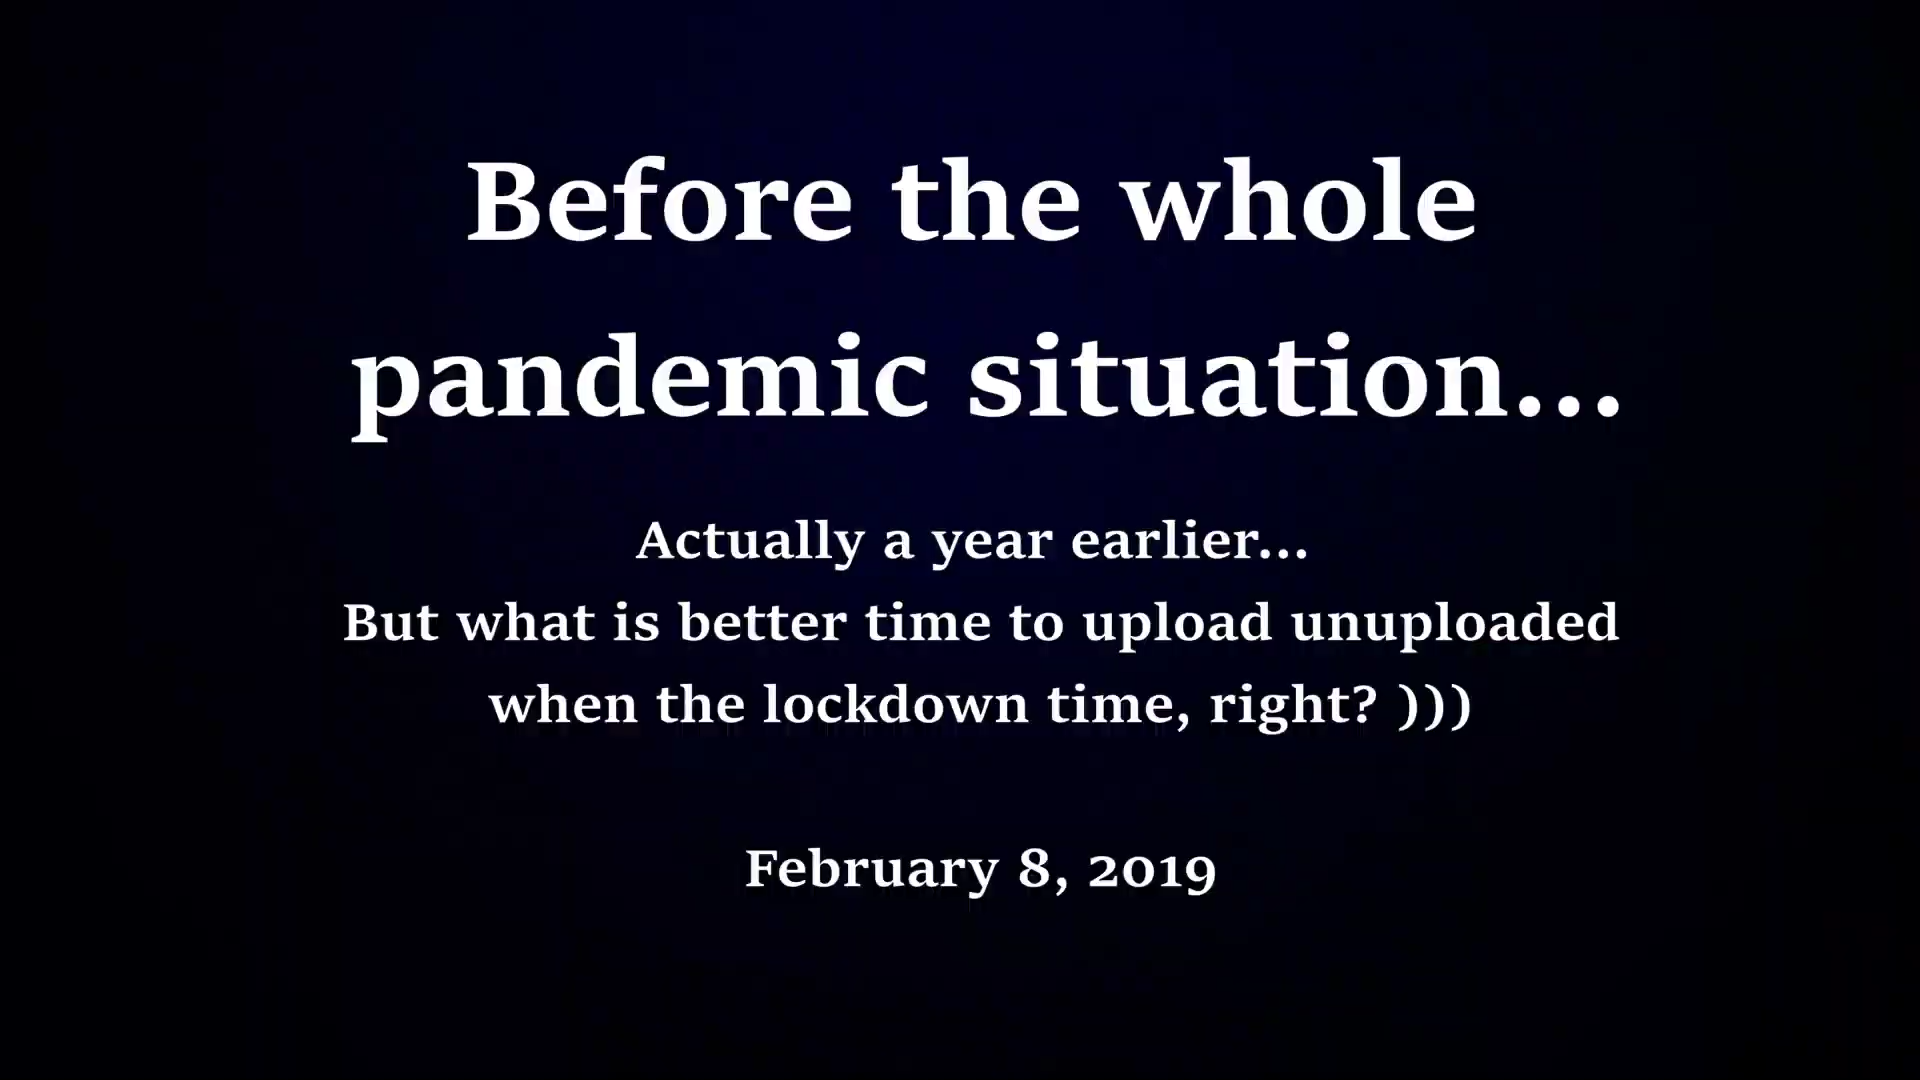 Before the whole
pandemic situation...
Actually a year earlier...
But what is better time to upload unuploaded
when the lockdown time, right? )))
February 8, 2019